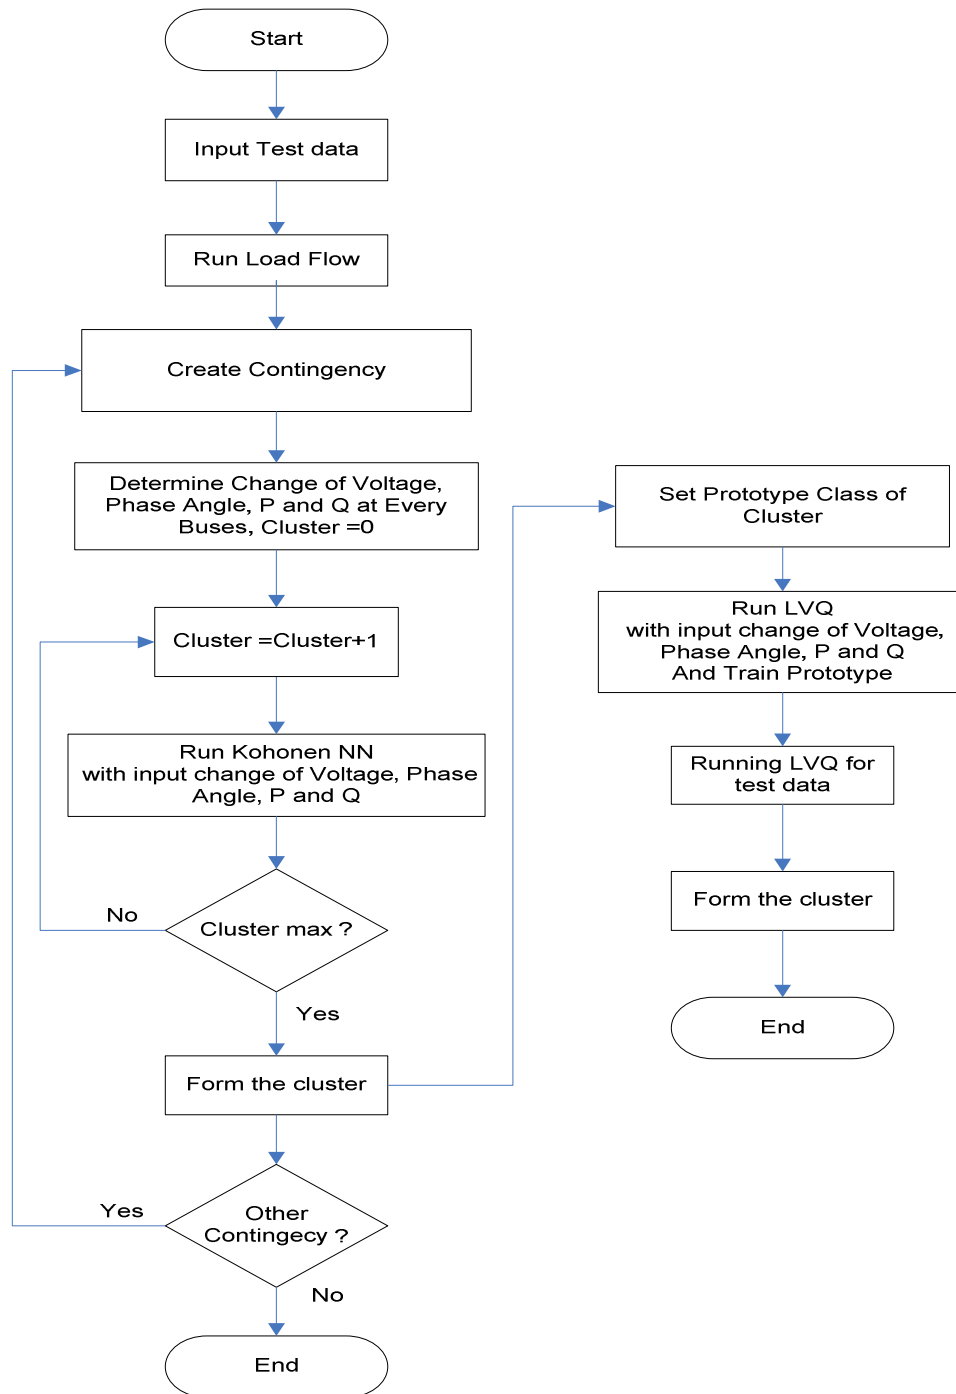 Start
Input Test data
Run Load Flow
Create Contingency
Determine Change of Voltage,
Phase Angle, P and Q at Every
Buses, Cluster =0
Cluster =Cluster+1
Run Kohonen NN
with input change of Voltage, Phase
Angle, P and Q
No
Cluster max ?
Yes
Form the cluster
Yes
Other
Contingecy ?
No
End
Set Prototype Class of
Cluster
Run LVQ
with input change of Voltage,
Phase Angle, P and Q
And Train Prototype
Running LVQ for
test data
Form the cluster
End